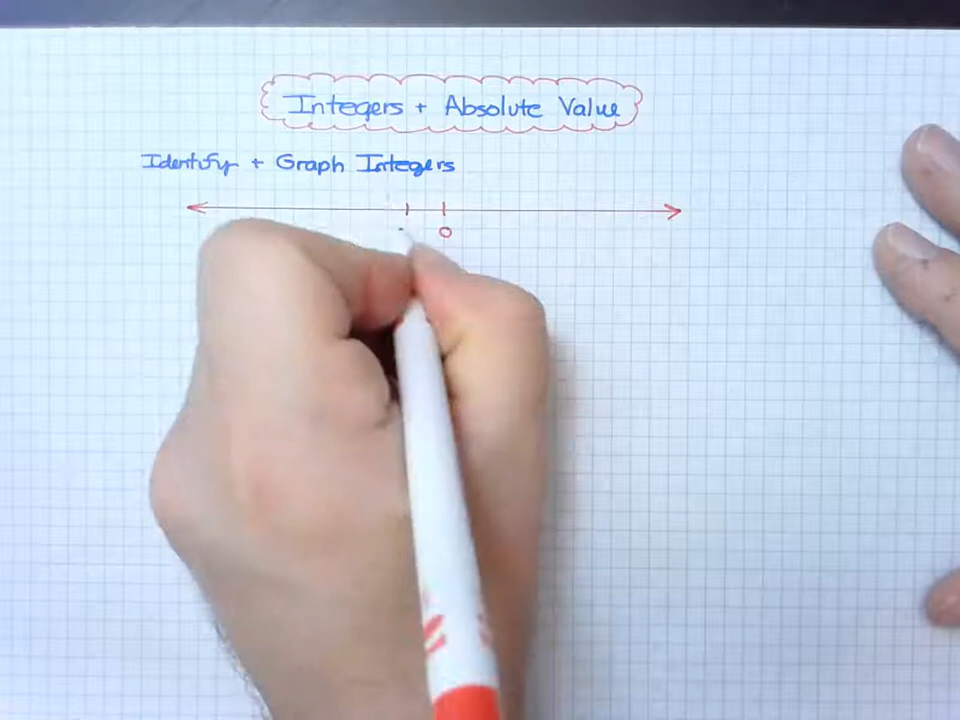 Integers + Absolute Value
Identify + Graph Integers
0